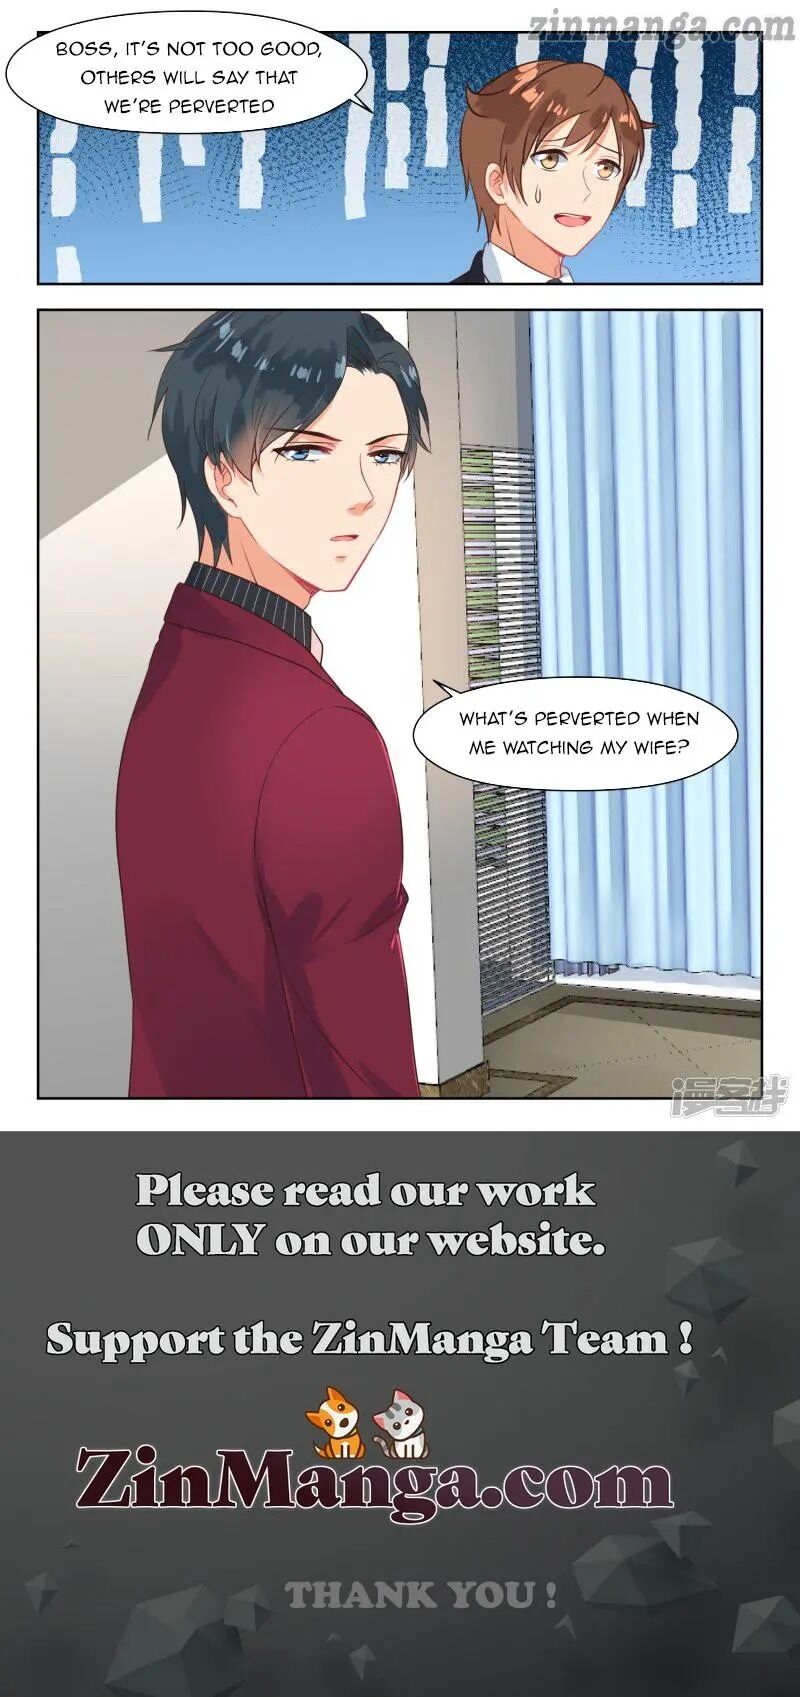 zinmanga.com
BOSS, IT'S NOT TOO GOOD,
OTHERS WILL SAY THAT
WE'RE PERVERTED
WHAT'S PERVERTED WHEN
ME WATCHING MY WIFE?
漫客栈
Please read our work
ONLY on our website.
Support the ZinManga Team !
ZinManga.com
THANK YOU !